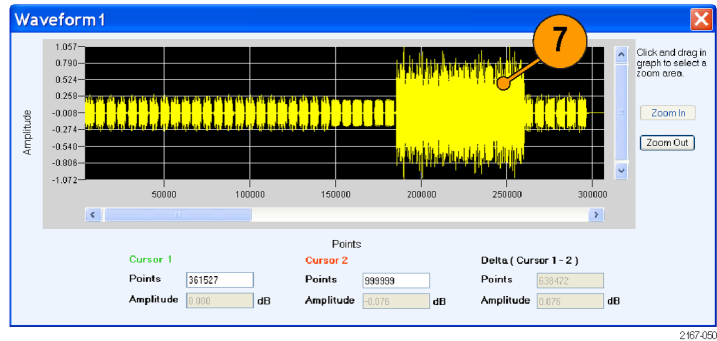 Waveform1
7
1.057
0.790
0.524
0.258
-0.008
-0.274
-0.540
-0.806
-1.072
Amplitude
50000 100000 150000 200000 250000 300000
Points
Click and drag in
graph to select a
zoom area.
Zoom In
Zoom Out
Cursor 1 Cursor 2 Delta ( Cursor 1 - 2 )
Points 361527 Points 999999 Points 638472
Amplitude 0.000 dB Amplitude -0.076 dB Amplitude 0.076 dB
2167-050